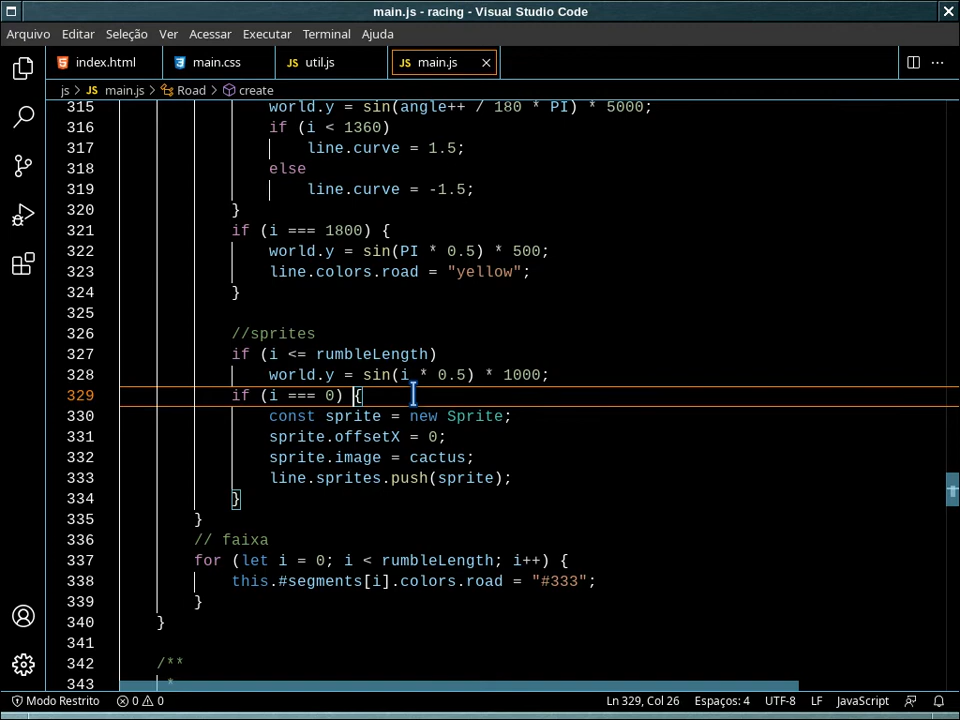 main.js - racing - Visual Studio Code
Arquivo Editar Seleção Ver Acessar Executar Terminal Ajuda
index.html main.css JS util.js JS main.js
js > JS main.js > Road > create
315 world.y = sin(angle++ / 180 * PI) * 5000;
316 if (i < 1360)
317 line.curve = 1.5;
318 else
319 line.curve = -1.5;
320 }
321 if (i === 1800) {
322 world.y = sin(PI * 0.5) * 500;
323 line.colors.road = "yellow";
324 }
325
326 //sprites
327 if (i <= rumbleLength)
328 world.y = sin(i * 0.5) * 1000;
329 if (i === 0) {
330 const sprite = new Sprite;
331 sprite.offsetX = 0;
332 sprite.image = cactus;
333 line.sprites.push(sprite);
334 }
335 }
336 // faixa
337 for (let i = 0; i < rumbleLength; i++) {
338 this.#segments[i].colors.road = "#333";
339 }
340 }
341
342 /**
343 *
Modo Restrito 0 0 Ln 329, Col 26 Espaços: 4 UTF-8 LF JavaScript